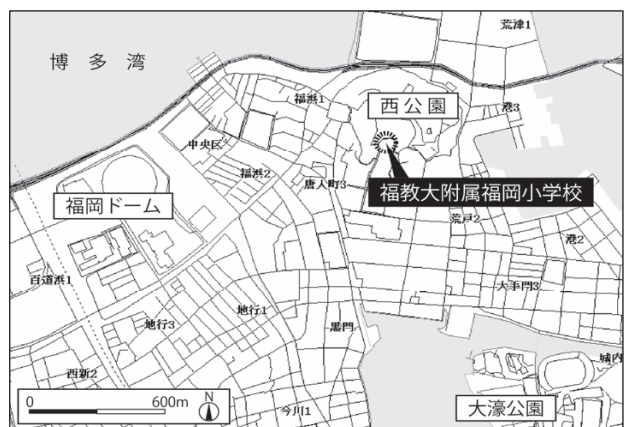 荒津1
博多湾
福浜1
西公園
港3
中央区
福浜2
唐人町3
福教大附属福岡小学校
福岡ドーム
荒戸2
港2
百道浜1
大手門3
地行3
地行1
黒門
西新2
城内
0 600m N
今川1
大濠公園